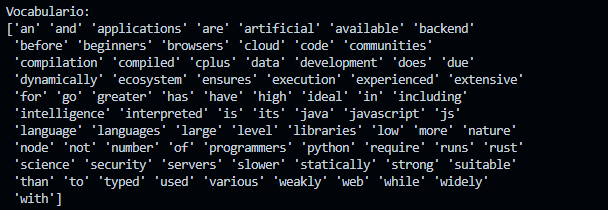 Vocabulario:
['an' 'and' 'applications' 'are' 'artificial' 'available' 'backend'
'before' 'beginners' 'browsers' 'cloud' 'code' 'communities'
'compilation' 'compiled' 'cplus' 'data' 'development' 'does' 'due'
'dynamically' 'ecosystem' 'ensures' 'execution' 'experienced' 'extensive'
'for' 'go' 'greater' 'has' 'have' 'high' 'ideal' 'in' 'including'
'intelligence' 'interpreted' 'is' 'its' 'java' 'javascript' 'js'
'language' 'languages' 'large' 'level' 'libraries' 'low' 'more' 'nature'
'node' 'not' 'number' 'of' 'programmers' 'python' 'require' 'runs' 'rust'
'science' 'security' 'servers' 'slower' 'statically' 'strong' 'suitable'
'than' 'to' 'typed' 'used' 'various' 'weakly' 'web' 'while' 'widely'
'with']